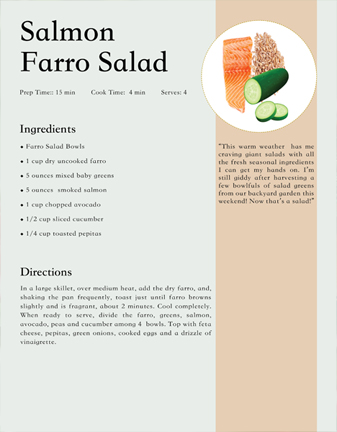 Salmon
Farro Salad
Prep Time:: 15 min Cook Time: 4 min Serves: 4
Ingredients
• Farro Salad Bowls
• 1 cup dry uncooked farro
• 5 ounces mixed baby greens
• 5 ounces smoked salmon
• 1 cup chopped avocado
• 1/2 cup sliced cucumber
• 1/4 cup toasted pepitas
"This warm weather has me
craving giant salads with all
the fresh seasonal ingredients
I can get my hands on. I'm
still giddy after harvesting a
few bowlfuls of salad greens
from our backyard garden this
weekend! Now that's a salad!"
Directions
In a large skillet, over medium heat, add the dry farro, and,
shaking the pan frequently, toast just until farro browns
slightly and is fragrant, about 2 minutes. Cool completely.
When ready to serve, divide the farro, greens, salmon,
avocado, peas and cucumber among 4 bowls. Top with feta
cheese, pepitas, green onions, cooked eggs and a drizzle of
vinaigrette.